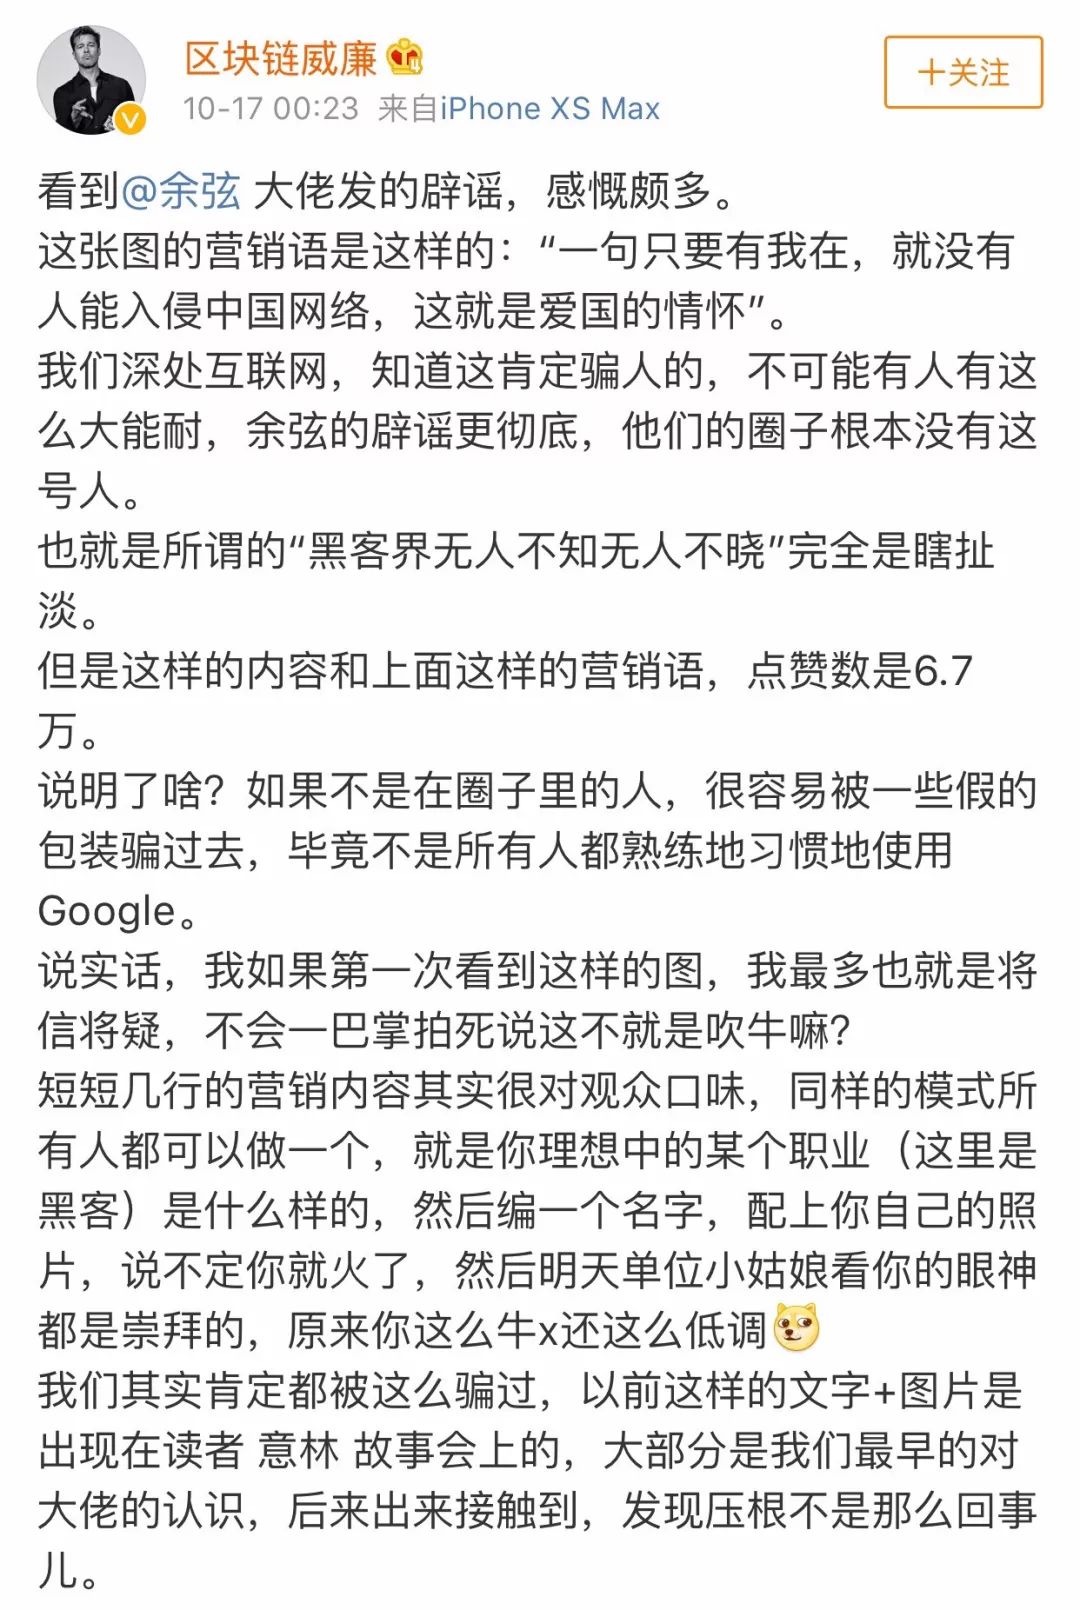 区块链威廉
+关注
10-17 00:23 来自iPhone XS Max
看到@余弦 大佬发的辟谣，感慨颇多。
这张图的营销语是这样的：“一句只要有我在，就没有
人能入侵中国网络，这就是爱国的情怀”。
我们深处互联网，知道这肯定骗人的，不可能有人有这
么大能耐，余弦的辟谣更彻底，他们的圈子根本没有这
号人。
也就是所谓的“黑客界无人不知无人不晓”完全是瞎扯
淡。
但是这样的内容和上面这样的营销语，点赞数是6.7
万。
说明了啥？如果不是在圈子里的人，很容易被一些假的
包装骗过去，毕竟不是所有人都熟练地习惯地使用
Google。
说实话，我如果第一次看到这样的图，我最多也就是将
信将疑，不会一巴掌拍死说这不就是吹牛嘛？
短短几行的营销内容其实很对观众口味，同样的模式所
有人都可以做一个，就是你理想中的某个职业（这里是
黑客）是什么样的，然后编一个名字，配上你自己的照
片，说不定你就火了，然后明天单位小姑娘看你的眼神
都是崇拜的，原来你这么牛x还这么低调
我们其实肯定都被这么骗过，以前这样的文字+图片是
出现在读者 意林 故事会上的，大部分是我们最早的对
大佬的认识，后来出来接触到，发现压根不是那么回事
儿。